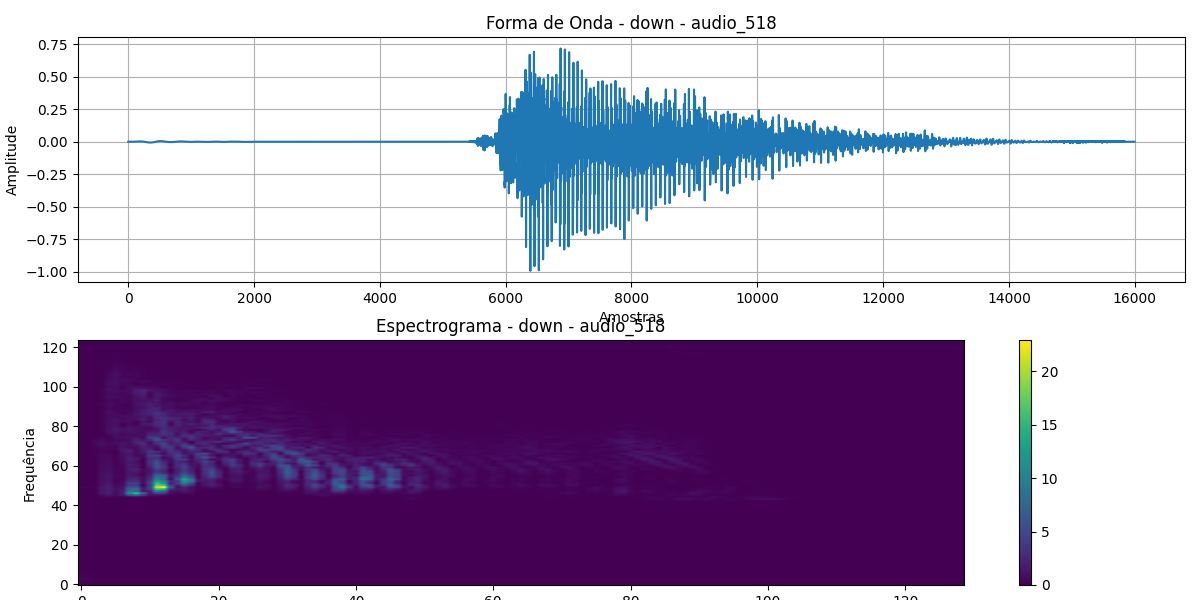 Forma de Onda - down - audio_518
0.75
0.50
0.25
0.00
−0.25
−0.50
−0.75
−1.00
Amplitude
0 2000 4000 6000 8000 10000 12000 14000 16000
Amostras
Espectrograma - down - audio_518
120
100
80
60
40
20
0
Frequência
0 20 40 60 80 100 120
20
15
10
5
0